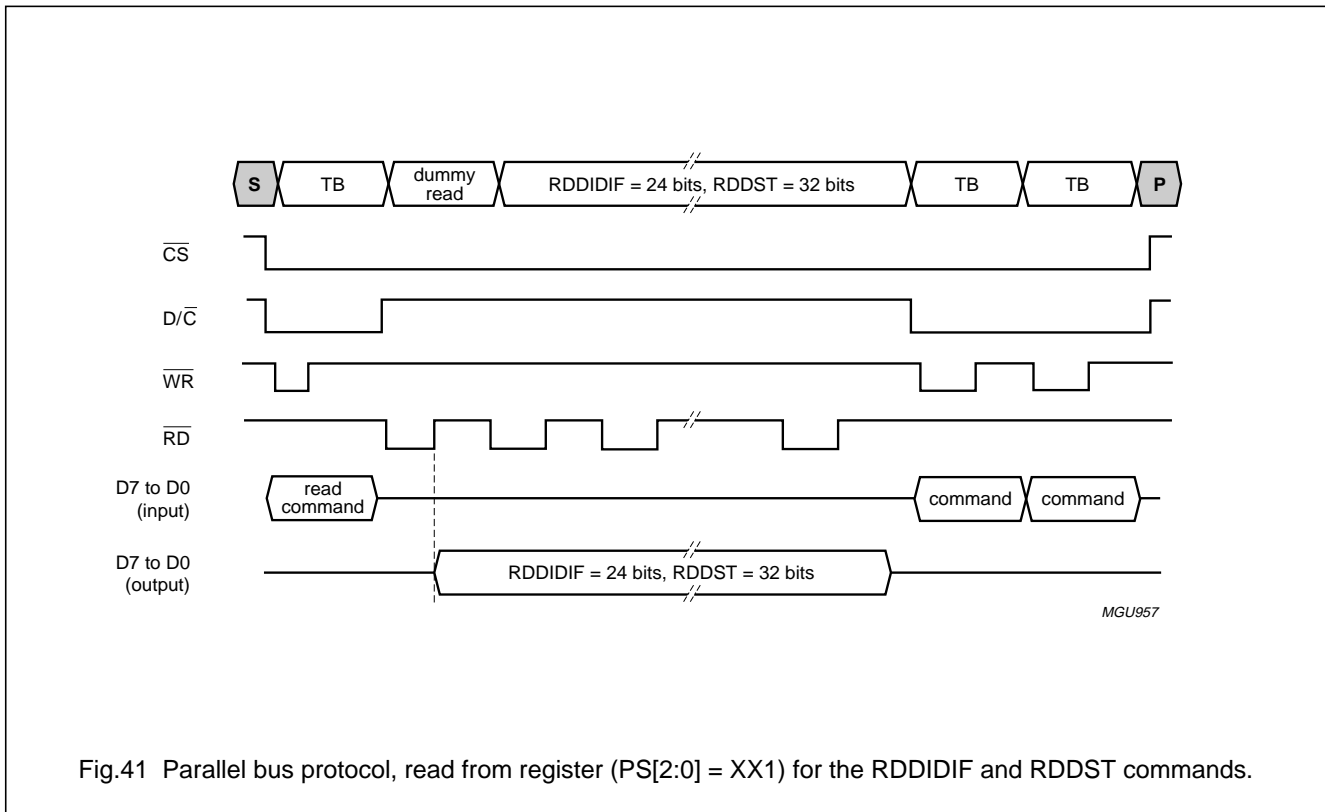 S TB dummy read RDDIDIF = 24 bits, RDDST = 32 bits TB TB P
CS
D/C
WR
RD
D7 to D0 (input) read command command command
D7 to D0 (output) RDDIDIF = 24 bits, RDDST = 32 bits
MGU957
Fig.41 Parallel bus protocol, read from register (PS[2:0] = XX1) for the RDDIDIF and RDDST commands.